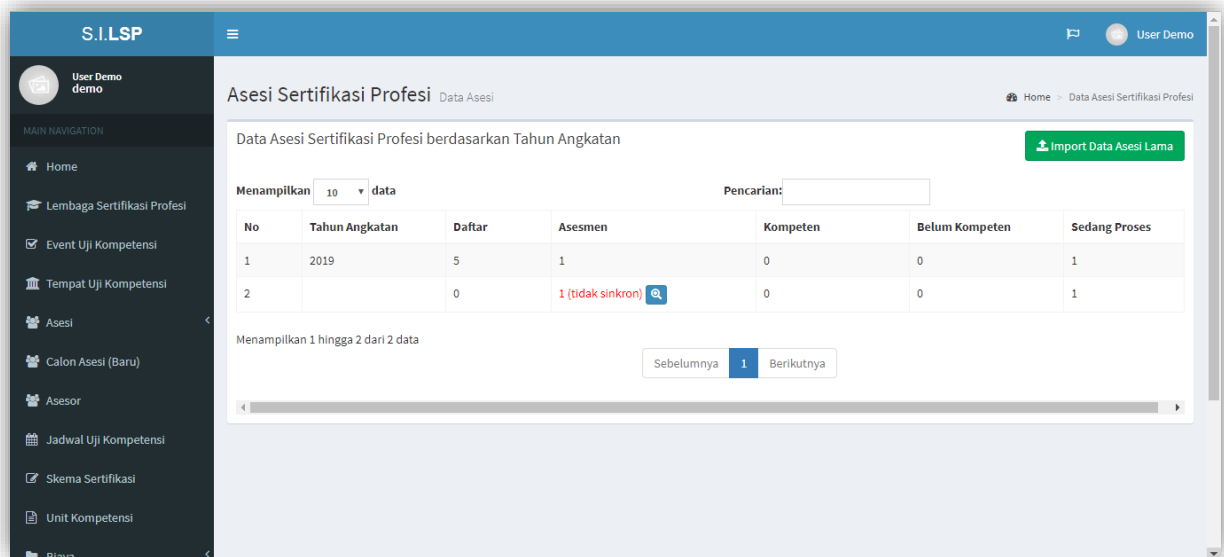 S.I.LSP
User Demo
User Demo
demo
Asesi Sertifikasi Profesi Data Asesi
Home > Data Asesi Sertifikasi Profesi
MAIN NAVIGATION
Home
Lembaga Sertifikasi Profesi
Event Uji Kompetensi
Tempat Uji Kompetensi
Asesi
Calon Asesi (Baru)
Asesor
Jadwal Uji Kompetensi
Skema Sertifikasi
Unit Kompetensi
Biaya
Data Asesi Sertifikasi Profesi berdasarkan Tahun Angkatan
Import Data Asesi Lama
Menampilkan 10 data
Pencarian:
No Tahun Angkatan Daftar Asesmen Kompeten Belum Kompeten Sedang Proses
1 2019 5 1 0 0 1
2 0 1 (tidak sinkron) 0 0 1
Menampilkan 1 hingga 2 dari 2 data
Sebelumnya 1 Berikutnya